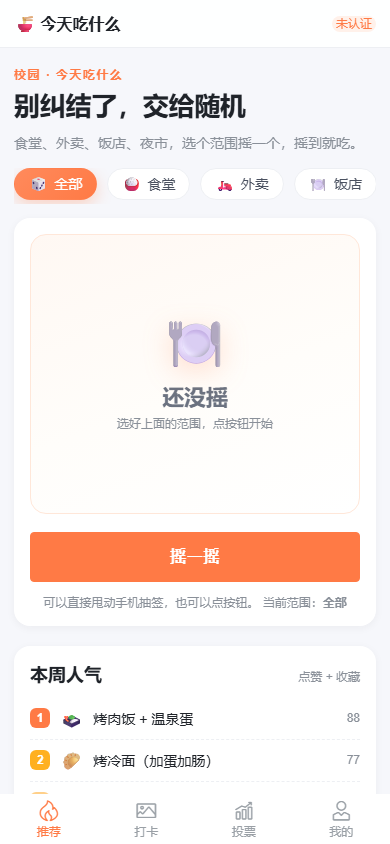 今天吃什么
未认证
校园 · 今天吃什么
别纠结了，交给随机
食堂、外卖、饭店、夜市，选个范围摇一个，摇到就吃。
全部
食堂
外卖
饭店
还没摇
选好上面的范围，点按钮开始
摇一摇
可以直接甩动手机抽签，也可以点按钮。 当前范围：全部
本周人气
点赞 + 收藏
1 烤肉饭 + 温泉蛋 88
2 烤冷面（加蛋加肠） 77
推荐
打卡
投票
我的